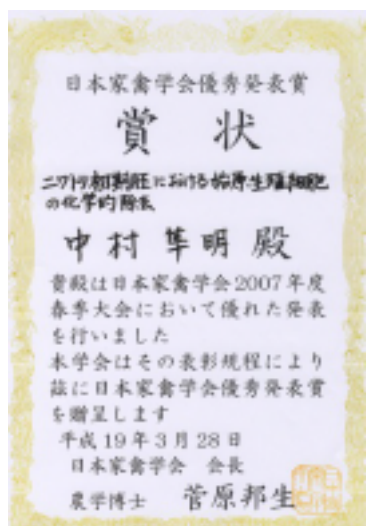 日本家禽学会優秀発表賞
賞状
ニワトリ初期胚における始原生殖細胞
の化学的除去
中村隼明殿
貴殿は日本家禽学会2007年度
春季大会において優れた発表
を行いました
本学会はその表彰規程により
玆に日本家禽学会優秀発表賞
を贈呈します
平成19年3月28日
日本家禽学会 会長
農学博士 菅原邦生